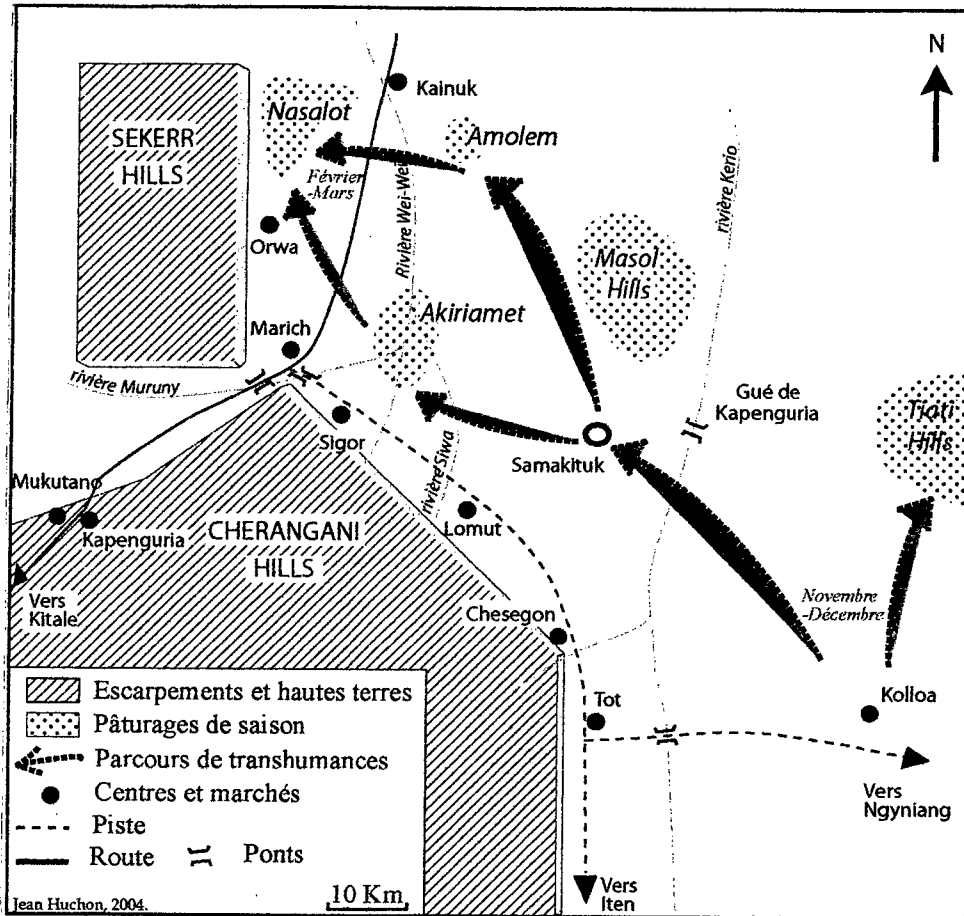 N
Kainuk
Nasalot
Amolem
SEKERR
HILLS
Février
-Mars
Rivière Wei-Wei
rivière Kerio
Orwa
Masol
Hills
Akiriamet
Marich
rivière Muruny
Gué de
Kapenguria
Tiati
Hills
Sigor
Samakituk
rivière Siwa
Mukutano
Kapenguria
Lomut
CHERANGANI
HILLS
Vers
Kitale
Novembre
-Décembre
Chesegon
Kolloa
Tot
Escarpements et hautes terres
Pâturages de saison
Parcours de transhumances
Centres et marchés
Piste
Route
Ponts
Vers
Ngyniang
Vers
Iten
Jean Huchon, 2004.
10 Km